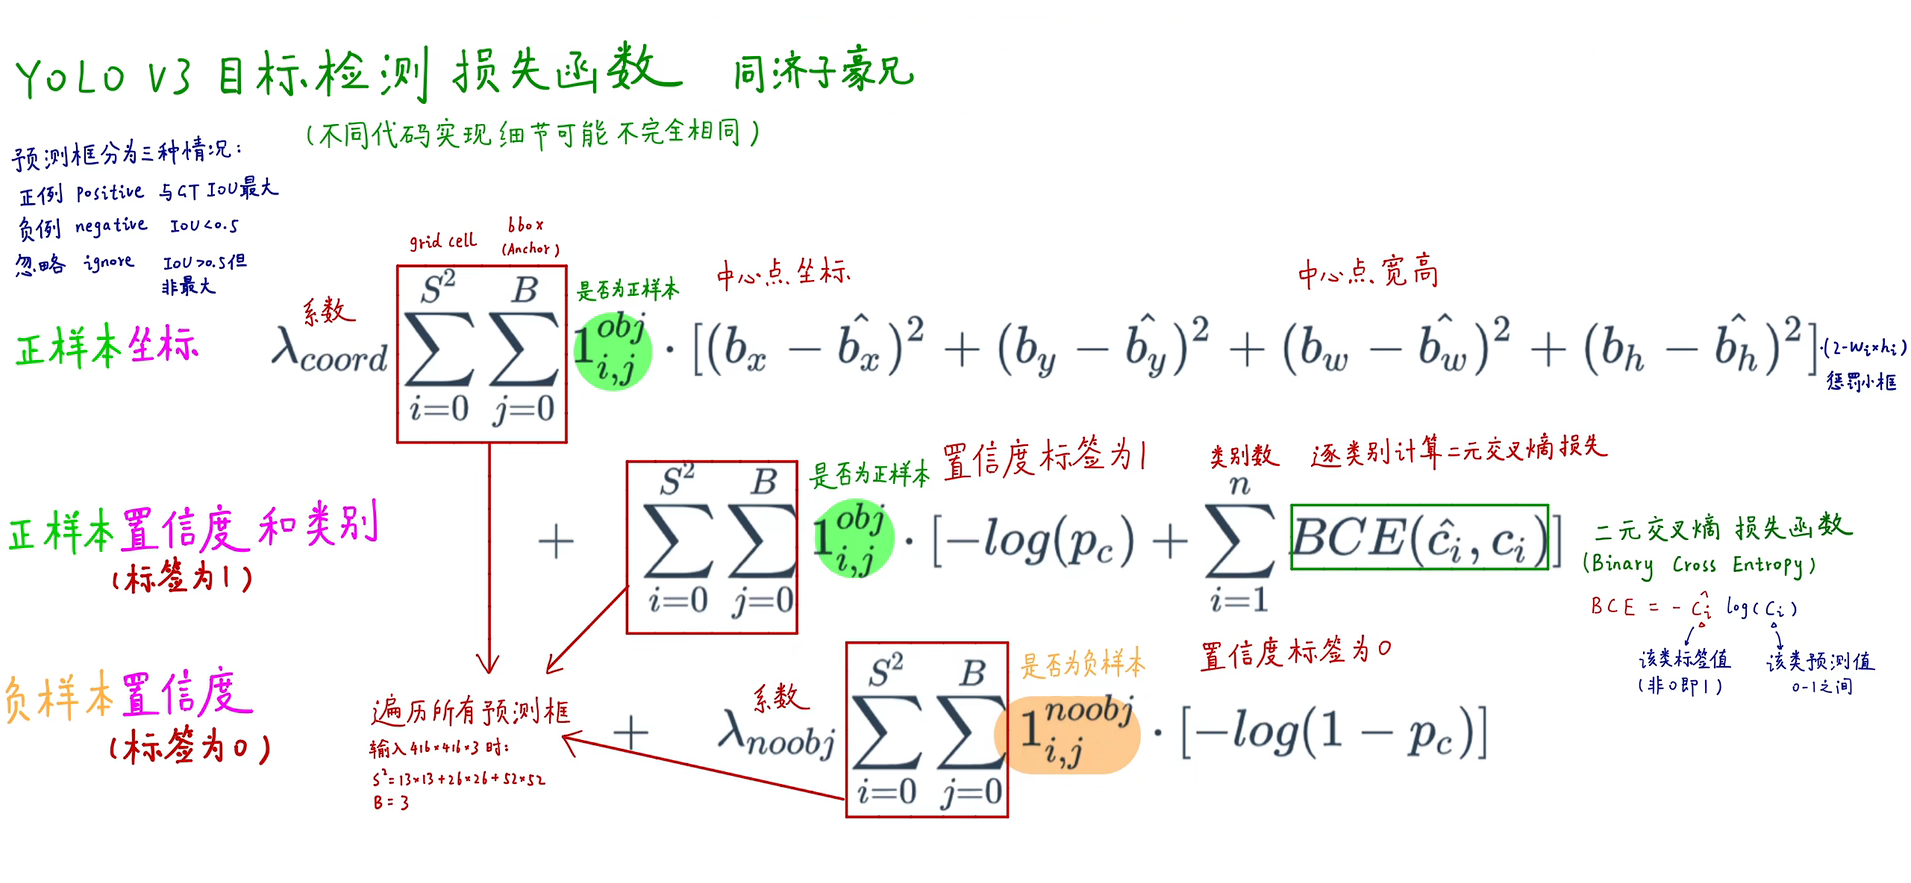 YOLO V3 目标检测 损失函数 同济子豪兄
(不同代码实现细节可能不完全相同)
预测框分为三种情况:
正例 positive 与GT IOU最大
负例 negative IOU<0.5
忽略 ignore IOU>0.5但
非最大
grid cell
bbox
(Anchor)
系数
是否为正样本
中心点坐标
中心点宽高
正样本坐标
λ_{coord} \sum_{i=0}^{S^2} \sum_{j=0}^{B} 1_{i,j}^{obj} · [(b_x − \hat{b_x})^2 + (b_y − \hat{b_y})^2 + (b_w − \hat{b_w})^2 + (b_h − \hat{b_h})^2] ·(2-w_i×h_i)
惩罚小框
是否为正样本
置信度标签为1
类别数
逐类别计算二元交叉熵损失
正样本置信度和类别
(标签为1)
+ \sum_{i=0}^{S^2} \sum_{j=0}^{B} 1_{i,j}^{obj} · [−log(p_c) + \sum_{i=1}^{n} BCE(\hat{c}_i, c_i)]
二元交叉熵 损失函数
(Binary Cross Entropy)
BCE = - \hat{c_i} log(c_i)
该类标签值
(非0即1)
该类预测值
0-1之间
系数
是否为负样本
置信度标签为0
负样本置信度
(标签为0)
+ λ_{noobj} \sum_{i=0}^{S^2} \sum_{j=0}^{B} 1_{i,j}^{noobj} · [−log(1 − p_c)]
遍历所有预测框
输入416×416×3时:
S^2=13×13+26×26+52×52
B=3